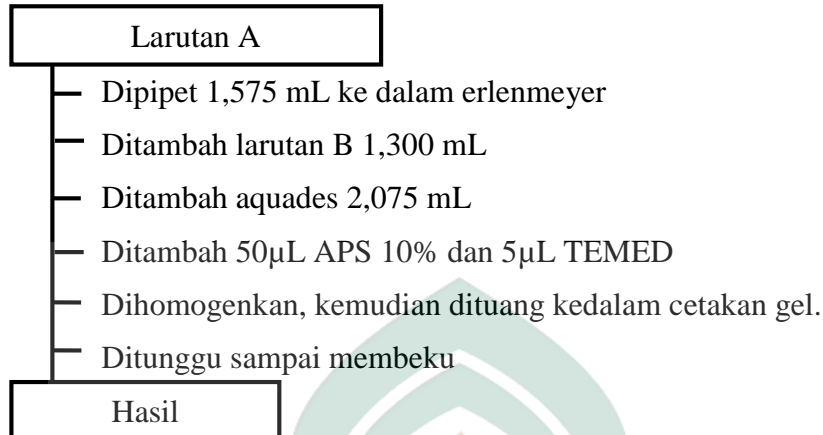 Larutan A
Dipipet 1,575 mL ke dalam erlenmeyer
Ditambah larutan B 1,300 mL
Ditambah aquades 2,075 mL
Ditambah 50µL APS 10% dan 5µL TEMED
Dihomogenkan, kemudian dituang kedalam cetakan gel.
Ditunggu sampai membeku
Hasil